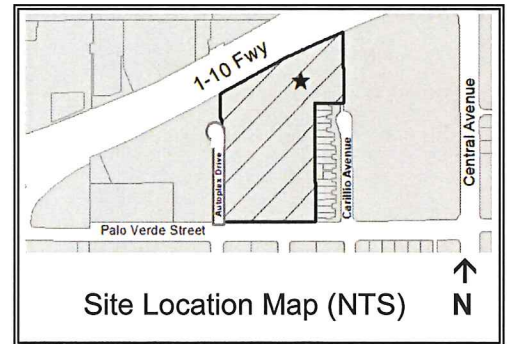 1-10 Fwy
Central Avenue
Autoplex Drive
Carillio Avenue
Palo Verde Street
Site Location Map (NTS)
N